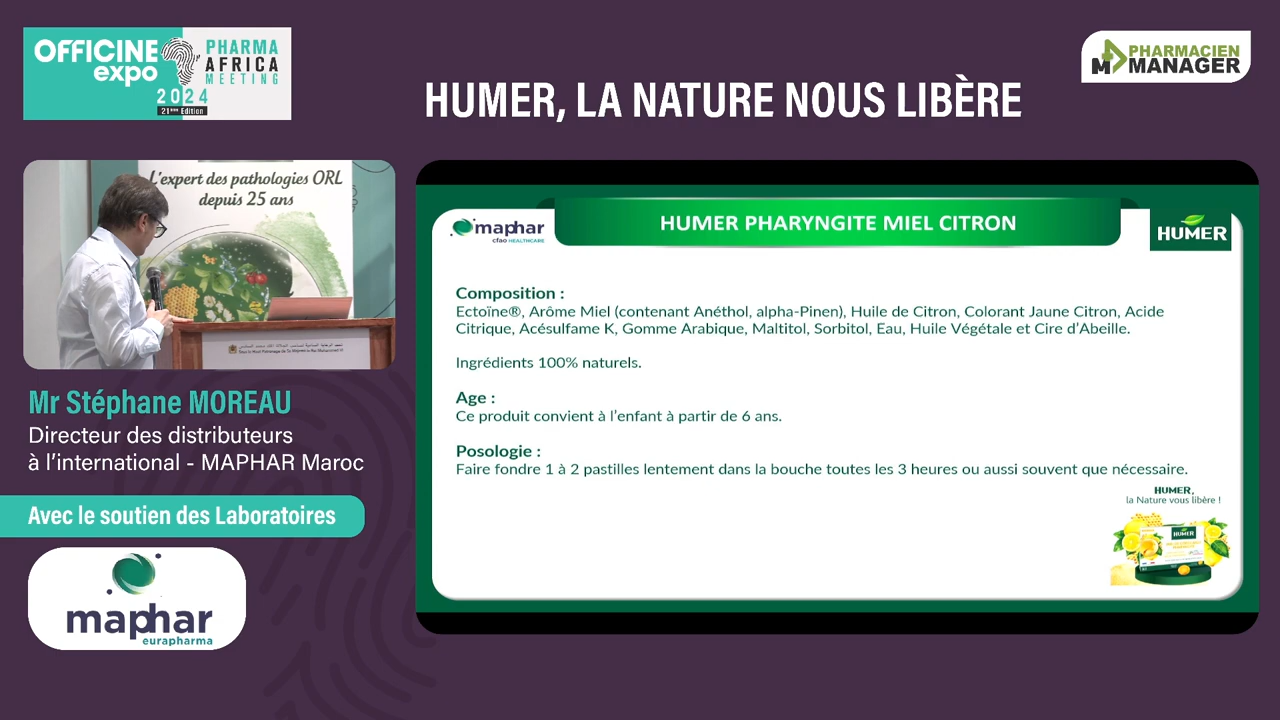 OFFICINE
expo
PHARMA
AFRICA
MEETING
2024
21ème Edition
HUMER, LA NATURE NOUS LIBÈRE
PHARMACIEN
MANAGER
L'expert des pathologies ORL
depuis 25 ans
Mr Stéphane MOREAU
Directeur des distributeurs
à l'international - MAPHAR Maroc
Avec le soutien des Laboratoires
maphar
eurapharma
maphar
cfao HEALTHCARE
HUMER PHARYNGITE MIEL CITRON
HUMER
Composition :
Ectoïne®, Arôme Miel (contenant Anéthol, alpha-Pinen), Huile de Citron, Colorant Jaune Citron, Acide
Citrique, Acésulfame K, Gomme Arabique, Maltitol, Sorbitol, Eau, Huile Végétale et Cire d'Abeille.
Ingrédients 100% naturels.
Age :
Ce produit convient à l'enfant à partir de 6 ans.
Posologie :
Faire fondre 1 à 2 pastilles lentement dans la bouche toutes les 3 heures ou aussi souvent que nécessaire.
HUMER,
la Nature vous libère !
HUMER